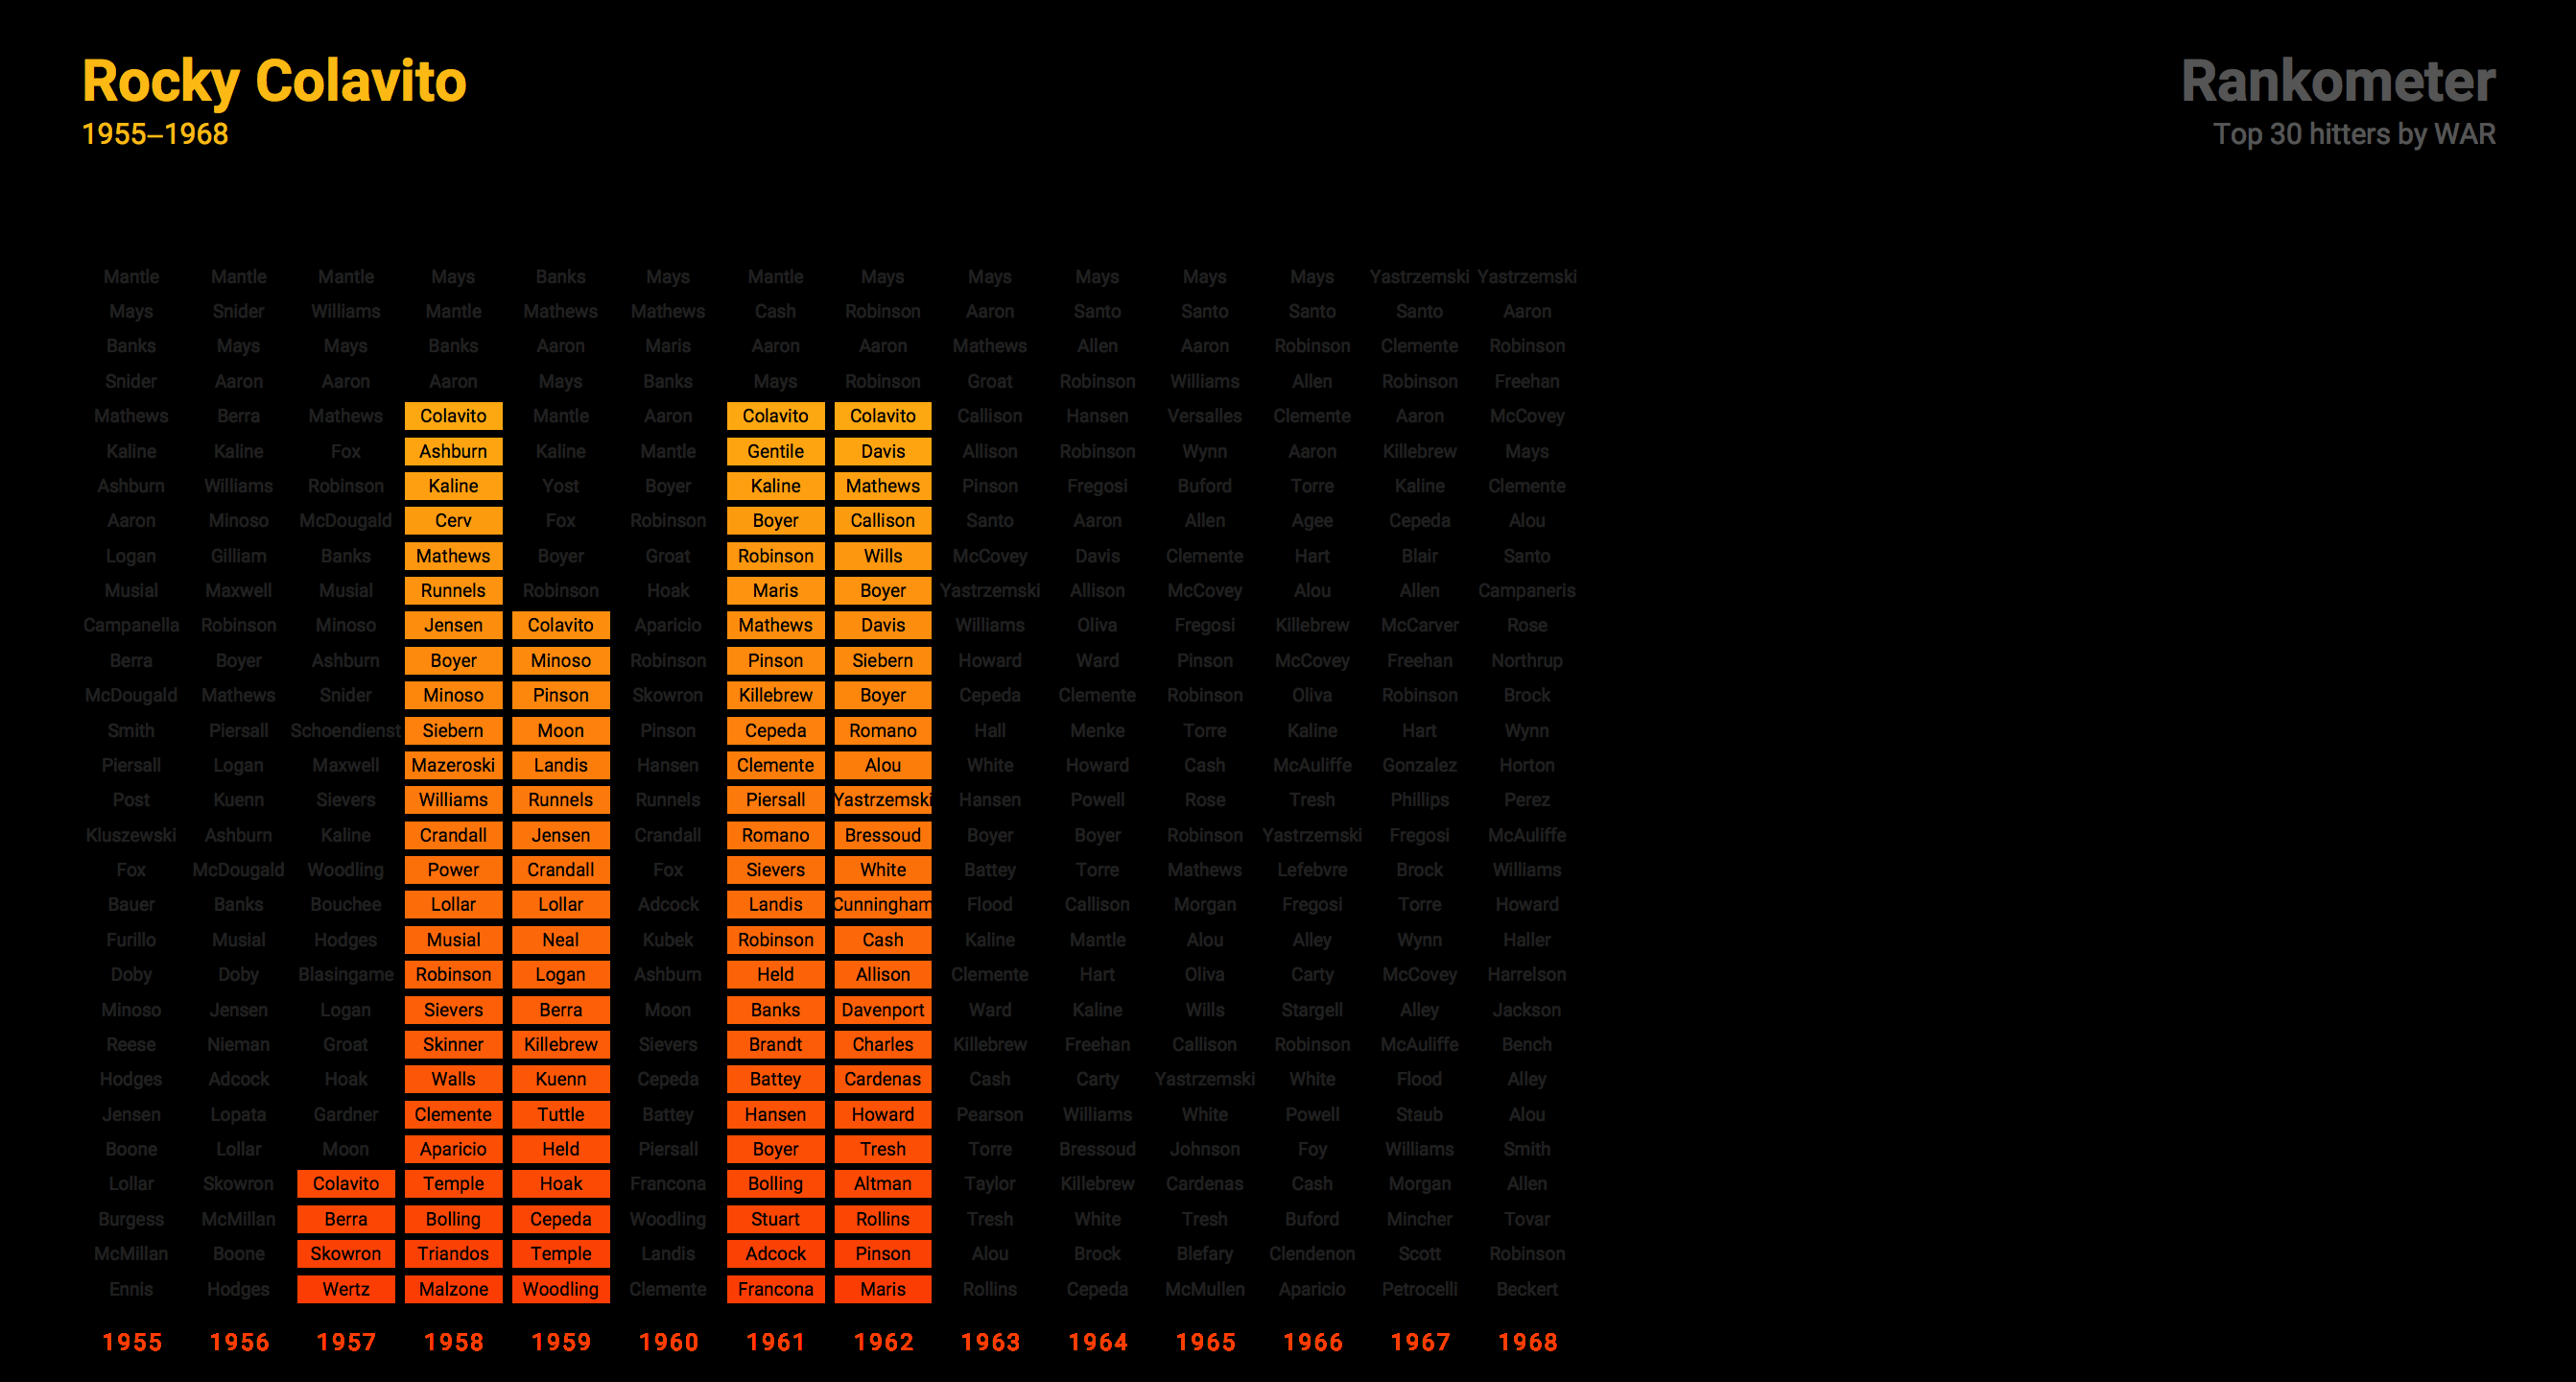 Rocky Colavito
1955–1968
Rankometer
Top 30 hitters by WAR
Mantle Mantle Mantle Mays Banks Mays Mantle Mays Mays Mays Mays Mays Yastrzemski Yastrzemski
Mays Snider Williams Mantle Mathews Mathews Cash Robinson Aaron Santo Santo Santo Santo Aaron
Banks Mays Mays Banks Aaron Maris Aaron Aaron Mathews Allen Aaron Robinson Clemente Robinson
Snider Aaron Aaron Aaron Mays Banks Mays Robinson Groat Robinson Williams Allen Robinson Freehan
Mathews Berra Mathews Colavito Mantle Aaron Colavito Colavito Callison Hansen Versalles Clemente Aaron McCovey
Kaline Kaline Fox Ashburn Kaline Mantle Gentile Davis Allison Robinson Wynn Aaron Killebrew Mays
Ashburn Williams Robinson Kaline Yost Boyer Kaline Mathews Pinson Fregosi Buford Torre Kaline Clemente
Aaron Minoso McDougald Cerv Fox Robinson Boyer Callison Santo Aaron Allen Agee Cepeda Alou
Logan Gilliam Banks Mathews Boyer Groat Robinson Wills McCovey Davis Clemente Hart Blair Santo
Musial Maxwell Musial Runnels Robinson Hoak Maris Boyer Yastrzemski Allison McCovey Alou Allen Campaneris
Campanella Robinson Minoso Jensen Colavito Aparicio Mathews Davis Williams Oliva Fregosi Killebrew McCarver Rose
Berra Boyer Ashburn Boyer Minoso Robinson Pinson Siebern Howard Ward Pinson McCovey Freehan Northrup
McDougald Mathews Snider Minoso Pinson Skowron Killebrew Boyer Cepeda Clemente Robinson Oliva Robinson Brock
Smith Piersall Schoendienst Siebern Moon Pinson Cepeda Romano Hall Menke Torre Kaline Hart Wynn
Piersall Logan Maxwell Mazeroski Landis Hansen Clemente Alou White Howard Cash McAuliffe Gonzalez Horton
Post Kuenn Sievers Williams Runnels Runnels Piersall Yastrzemski Hansen Powell Rose Tresh Phillips Perez
Kluszewski Ashburn Kaline Crandall Jensen Crandall Romano Bressoud Boyer Boyer Robinson Yastrzemski Fregosi McAuliffe
Fox McDougald Woodling Power Crandall Fox Sievers White Battey Torre Mathews Lefebvre Brock Williams
Bauer Banks Bouchee Lollar Lollar Adcock Landis Cunningham Flood Callison Morgan Fregosi Torre Howard
Furillo Musial Hodges Musial Neal Kubek Robinson Cash Kaline Mantle Alou Alley Wynn Haller
Doby Doby Blasingame Robinson Logan Ashburn Held Allison Clemente Hart Oliva Carty McCovey Harrelson
Minoso Jensen Logan Sievers Berra Moon Banks Davenport Ward Kaline Wills Stargell Alley Jackson
Reese Nieman Groat Skinner Killebrew Sievers Brandt Charles Killebrew Freehan Callison Robinson McAuliffe Bench
Hodges Adcock Hoak Walls Kuenn Cepeda Battey Cardenas Cash Carty Yastrzemski White Flood Alley
Jensen Lopata Gardner Clemente Tuttle Battey Hansen Howard Pearson Williams White Powell Staub Alou
Boone Lollar Moon Aparicio Held Piersall Boyer Tresh Torre Bressoud Johnson Foy Williams Smith
Lollar Skowron Colavito Temple Hoak Francona Bolling Altman Taylor Killebrew Cardenas Cash Morgan Allen
Burgess McMillan Berra Bolling Cepeda Woodling Stuart Rollins Tresh White Tresh Buford Mincher Tovar
McMillan Boone Skowron Triandos Temple Landis Adcock Pinson Alou Brock Blefary Clendenon Scott Robinson
Ennis Hodges Wertz Malzone Woodling Clemente Francona Maris Rollins Cepeda McMullen Aparicio Petrocelli Beckert
1955 1956 1957 1958 1959 1960 1961 1962 1963 1964 1965 1966 1967 1968